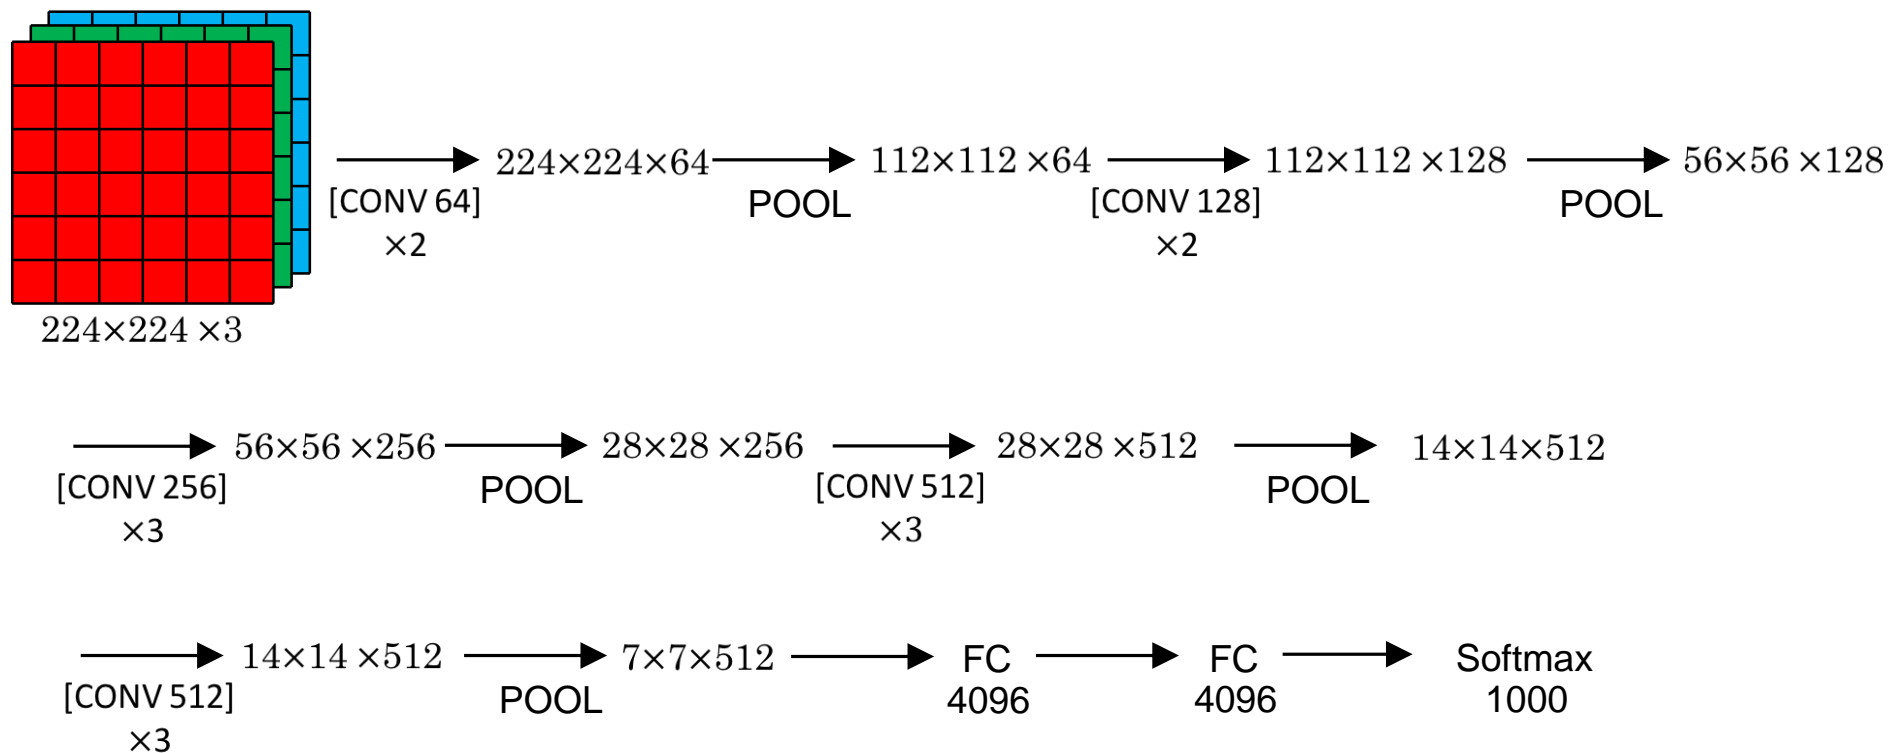 224×224×64
112×112 ×64
112×112 ×128
56×56 ×128
[CONV 64]
×2
POOL
[CONV 128]
×2
POOL
224×224 ×3
56×56 ×256
28×28 ×256
28×28 ×512
14×14×512
[CONV 256]
×3
POOL
[CONV 512]
×3
POOL
14×14 ×512
7×7×512
FC
4096
FC
4096
Softmax
1000
[CONV 512]
×3
POOL